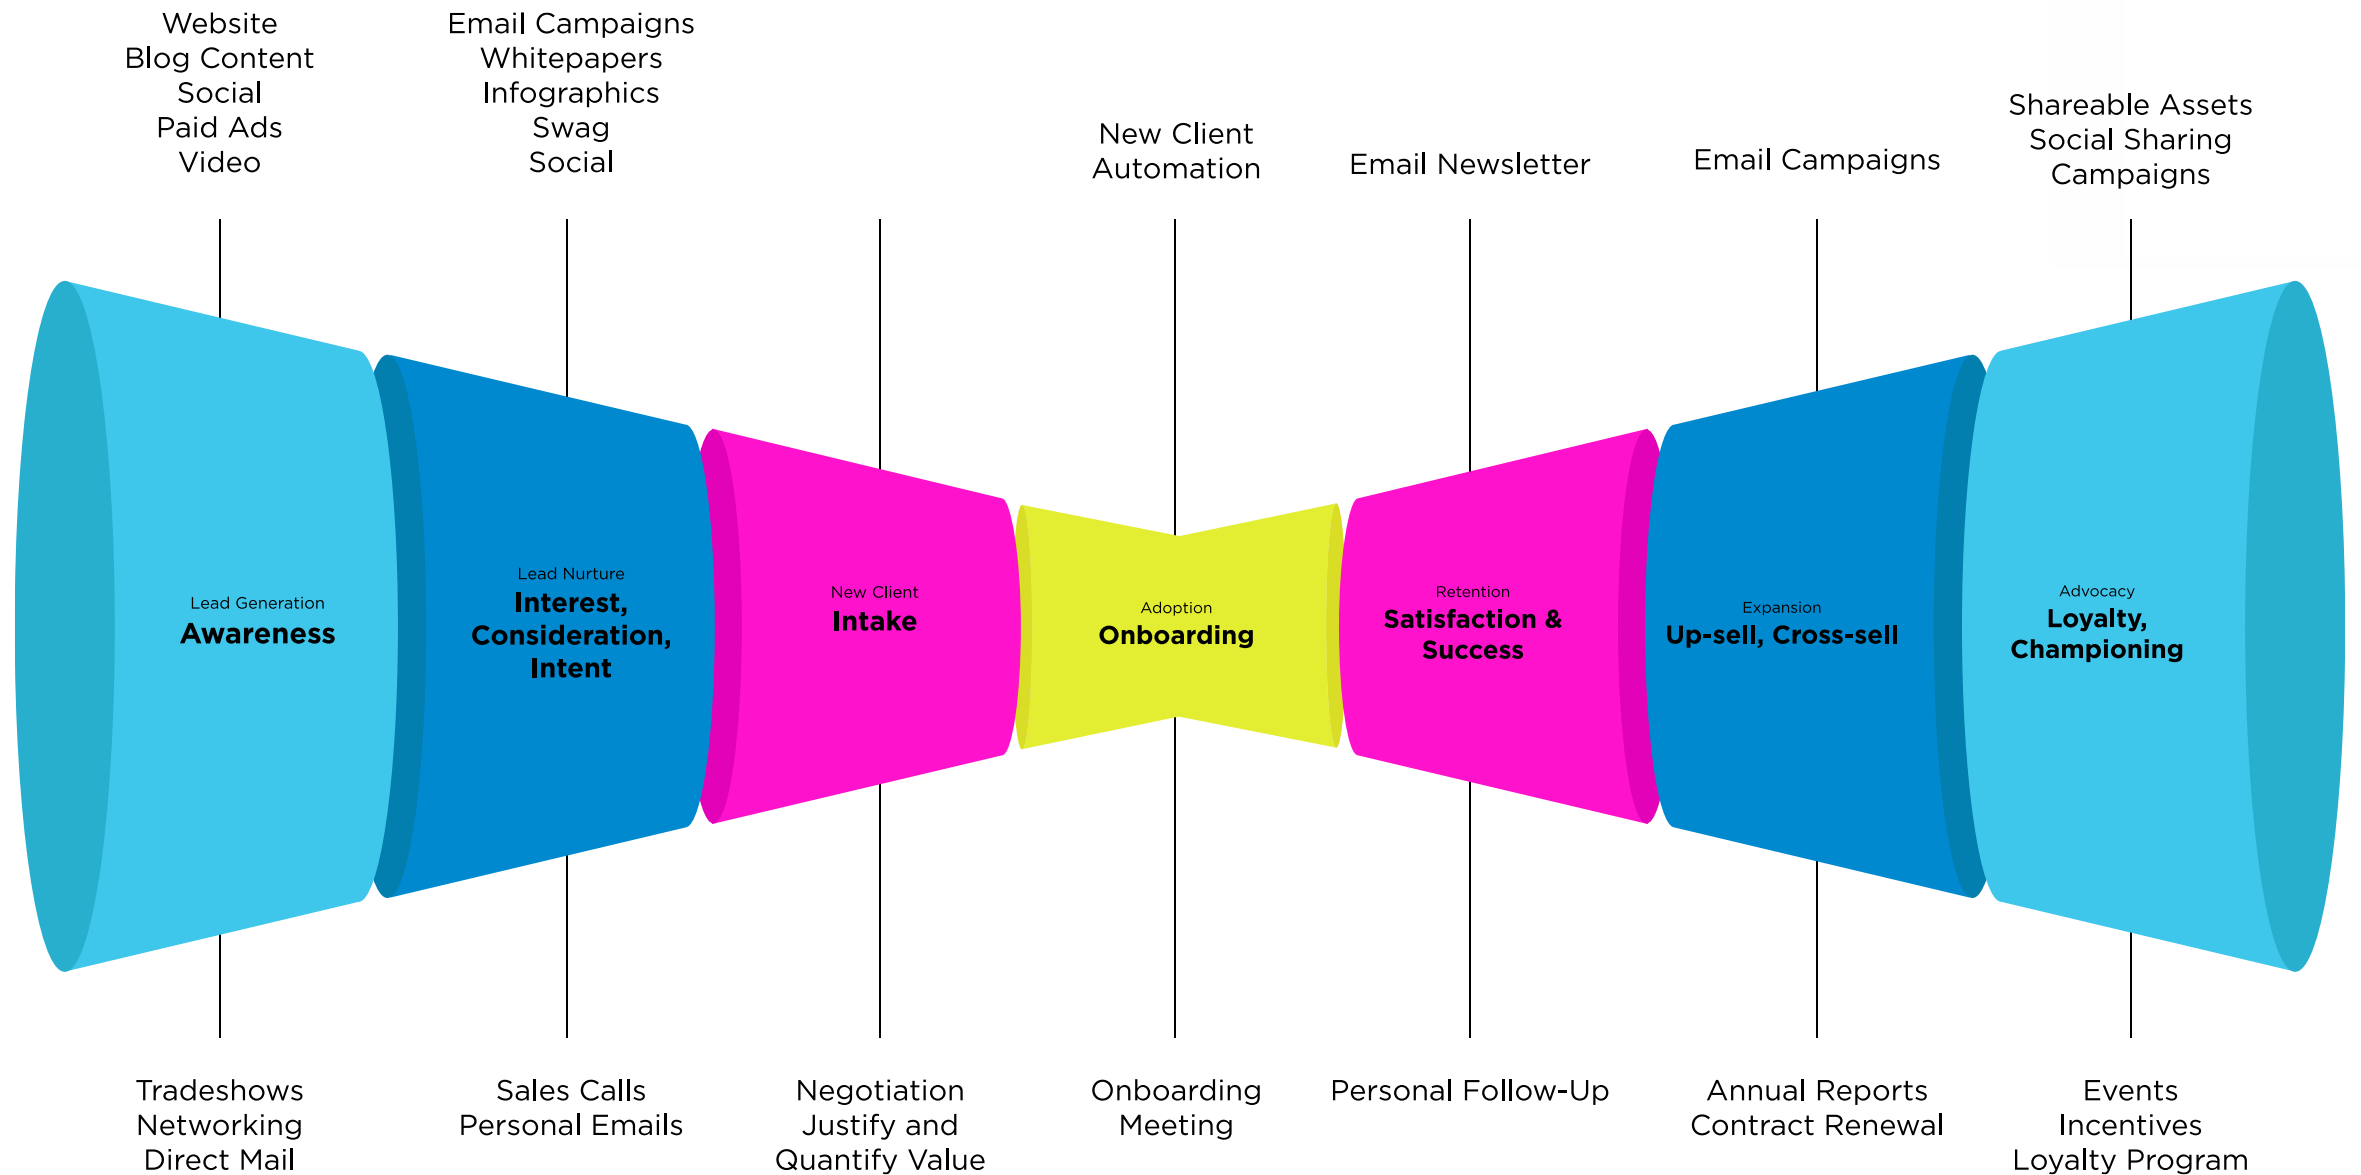 Website
Blog Content
Social
Paid Ads
Video
Email Campaigns
Whitepapers
Infographics
Swag
Social
New Client
Automation
Email Newsletter
Email Campaigns
Shareable Assets
Social Sharing
Campaigns
Lead Generation
Awareness
Lead Nurture
Interest,
Consideration,
Intent
New Client
Intake
Adoption
Onboarding
Retention
Satisfaction &
Success
Expansion
Up-sell, Cross-sell
Advocacy
Loyalty,
Championing
Tradeshows
Networking
Direct Mail
Sales Calls
Personal Emails
Negotiation
Justify and
Quantify Value
Onboarding
Meeting
Personal Follow-Up
Annual Reports
Contract Renewal
Events
Incentives
Loyalty Program